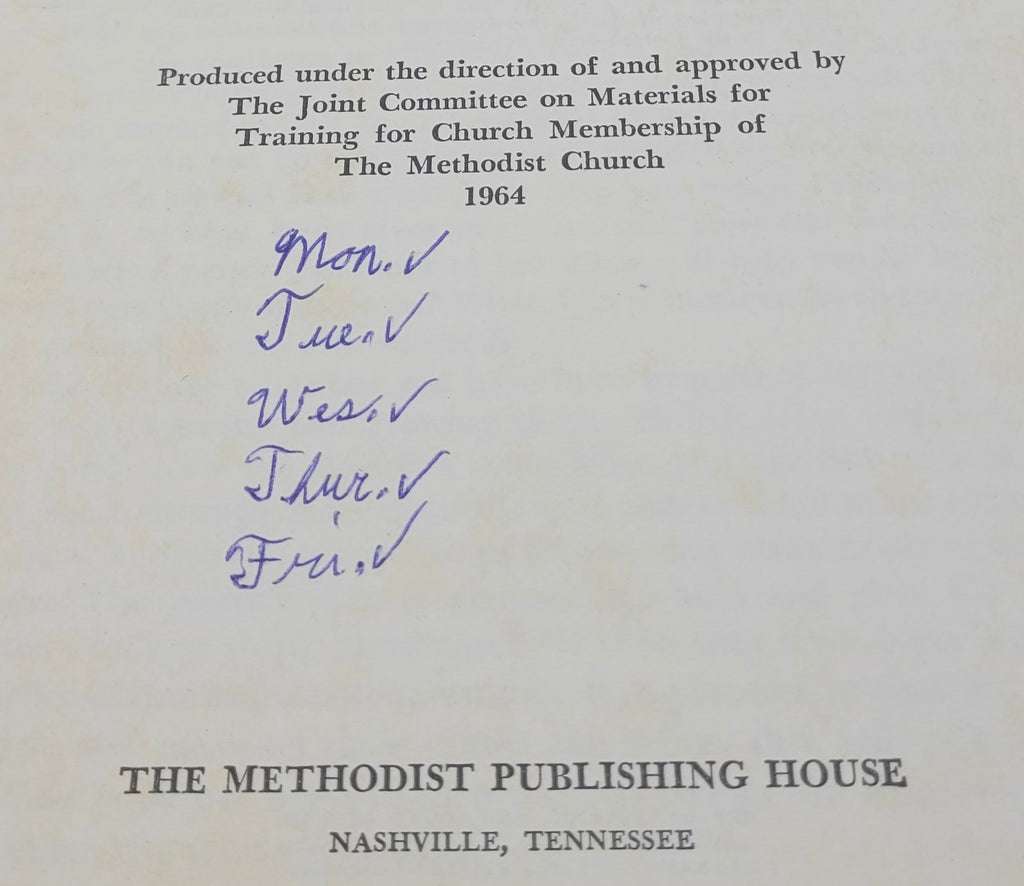 Produced under the direction of and approved by
The Joint Committee on Materials for
Training for Church Membership of
The Methodist Church
1964
Mon. ✓
Tue. ✓
Wes. ✓
Thur. ✓
Fri. ✓
THE METHODIST PUBLISHING HOUSE
NASHVILLE, TENNESSEE